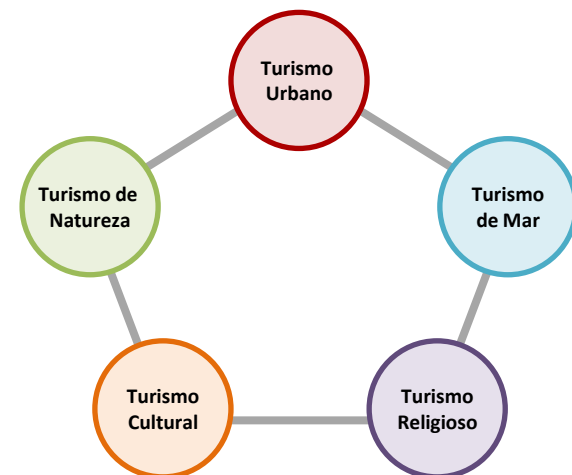 Turismo
Urbano
Turismo de
Natureza
Turismo
de Mar
Turismo
Cultural
Turismo
Religioso